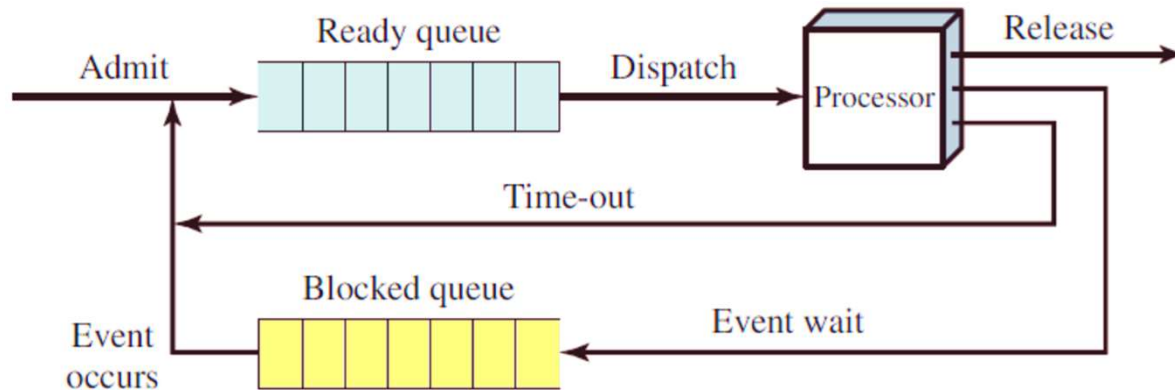 Ready queue
Release
Admit
Dispatch
Processor
Time-out
Blocked queue
Event wait
Event
occurs